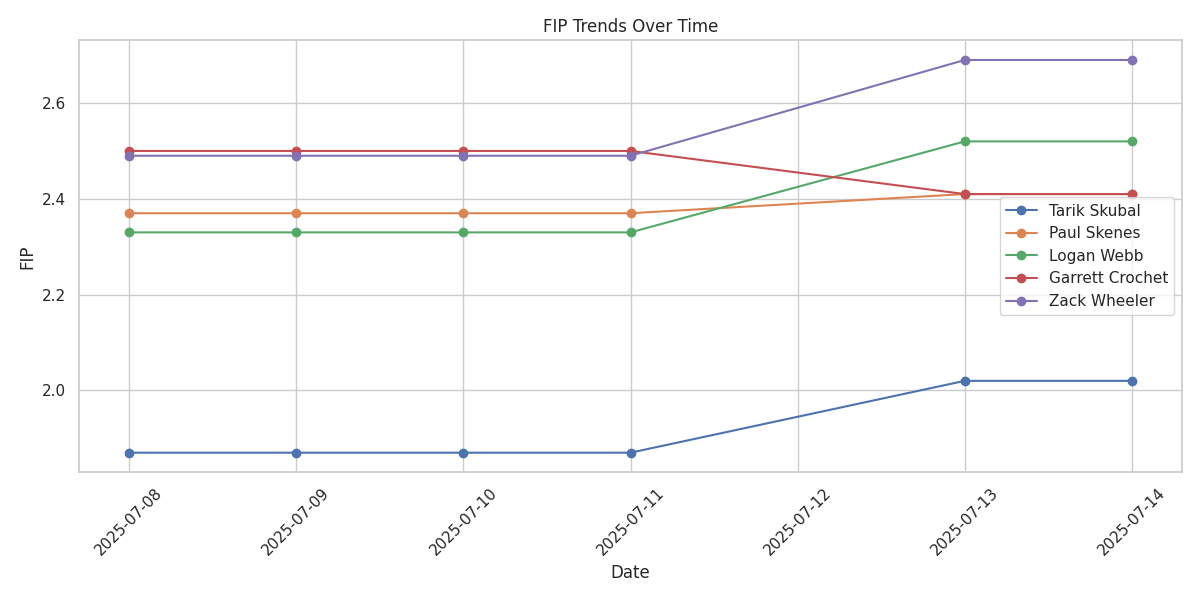 FIP Trends Over Time
FIP
2.6
2.4
2.2
2.0
Tarik Skubal
Paul Skenes
Logan Webb
Garrett Crochet
Zack Wheeler
2025-07-08
2025-07-09
2025-07-10
2025-07-11
2025-07-12
2025-07-13
2025-07-14
Date